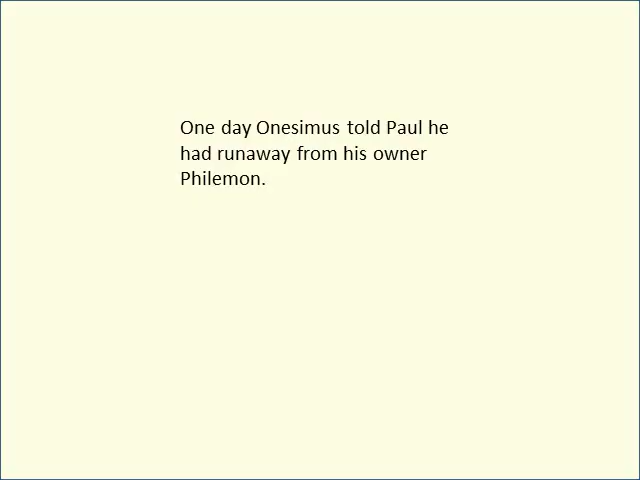 One day Onesimus told Paul he
had runaway from his owner
Philemon.